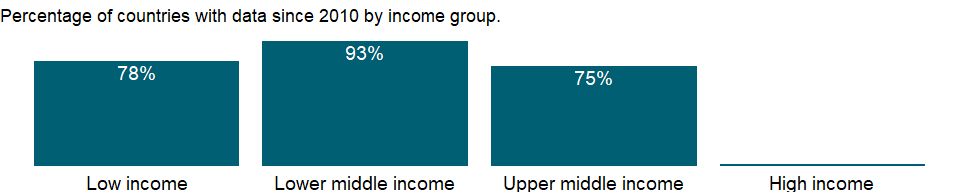 Percentage of countries with data since 2010 by income group.
93%
78%
75%
Low income Lower middle income Upper middle income High income